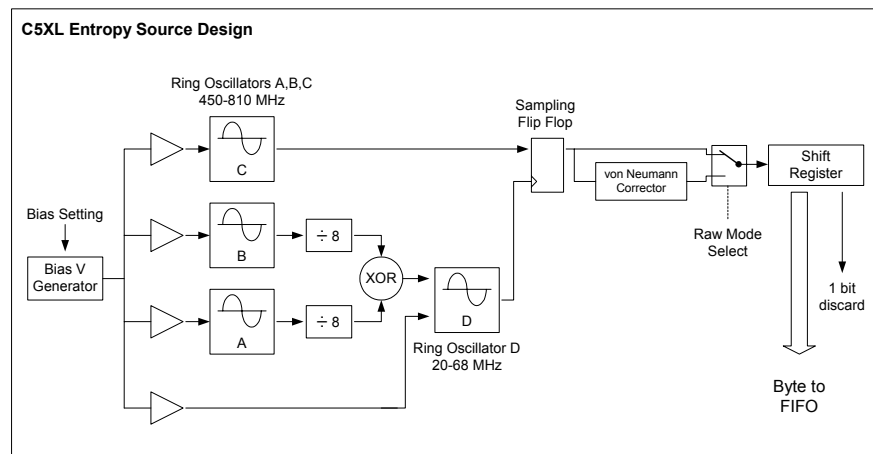 C5XL Entropy Source Design
Ring Oscillators A,B,C
450-810 MHz
Sampling
Flip Flop
C
von Neumann
Corrector
Shift
Register
Bias Setting
Bias V
Generator
B
÷ 8
XOR
Raw Mode
Select
1 bit
discard
A
÷ 8
D
Ring Oscillator D
20-68 MHz
Byte to
FIFO